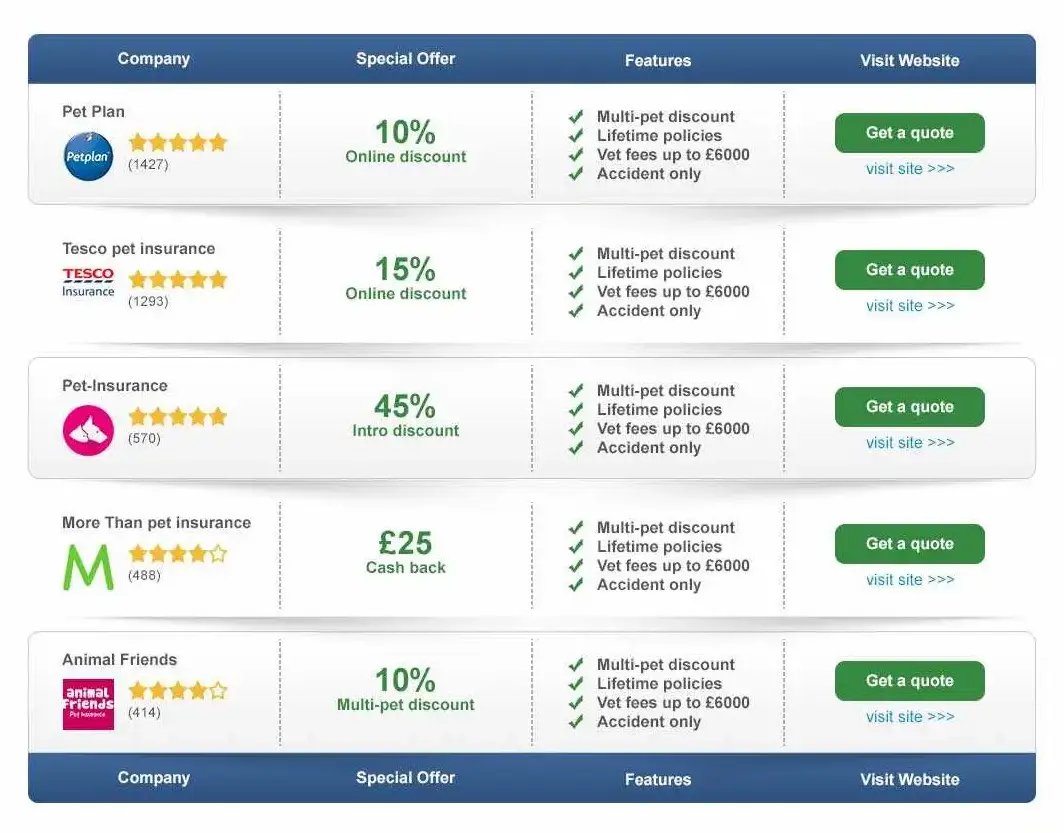 Company Special Offer Features Visit Website
Pet Plan
Petplan
(1427)
10%
Online discount
Multi-pet discount
Lifetime policies
Vet fees up to £6000
Accident only
Get a quote
visit site >>>
Tesco pet insurance
TESCO
Insurance
(1293)
15%
Online discount
Multi-pet discount
Lifetime policies
Vet fees up to £6000
Accident only
Get a quote
visit site >>>
Pet-Insurance
(570)
45%
Intro discount
Multi-pet discount
Lifetime policies
Vet fees up to £6000
Accident only
Get a quote
visit site >>>
More Than pet insurance
M
(488)
£25
Cash back
Multi-pet discount
Lifetime policies
Vet fees up to £6000
Accident only
Get a quote
visit site >>>
Animal Friends
animal
Friends
Pet Insurance
(414)
10%
Multi-pet discount
Multi-pet discount
Lifetime policies
Vet fees up to £6000
Accident only
Get a quote
visit site >>>
Company Special Offer Features Visit Website